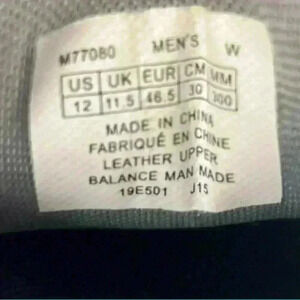 M77080 MEN'S W
US UK EUR CM MM
12 11.5 46.5 30 300
MADE IN CHINA
FABRIQUÉ EN CHINE
LEATHER UPPER
BALANCE MAN MADE
19E501 J15